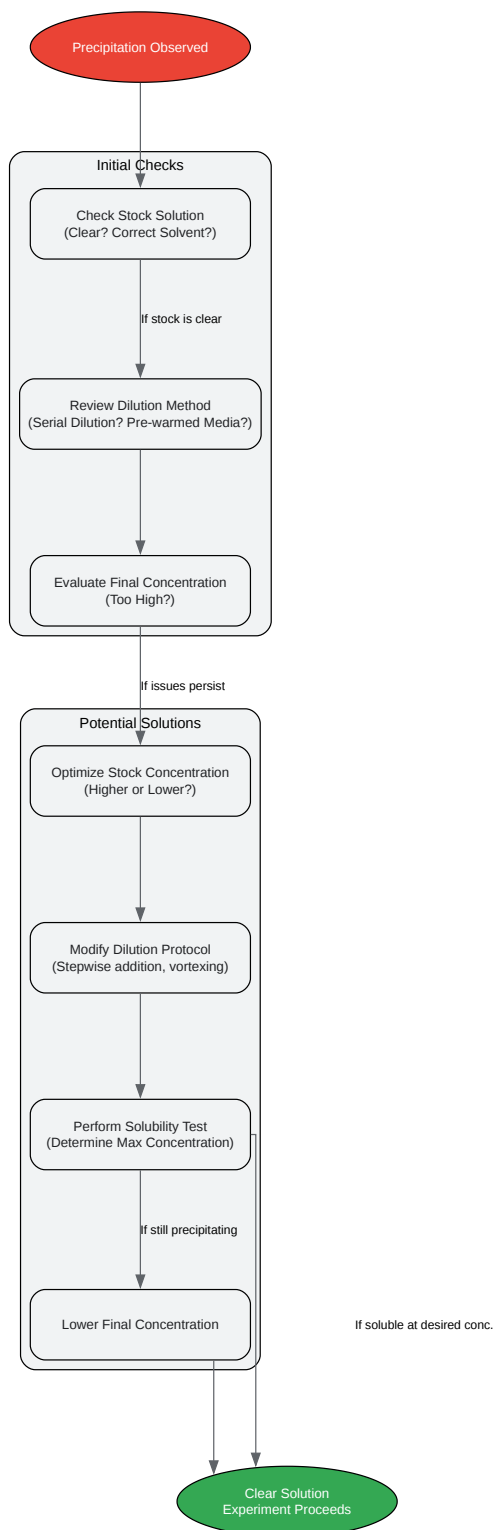 Precipitation Observed
Initial Checks
Check Stock Solution
(Clear? Correct Solvent?)
If stock is clear
Review Dilution Method
(Serial Dilution? Pre-warmed Media?)
Evaluate Final Concentration
(Too High?)
If issues persist
Potential Solutions
Optimize Stock Concentration
(Higher or Lower?)
Modify Dilution Protocol
(Stepwise addition, vortexing)
Perform Solubility Test
(Determine Max Concentration)
If still precipitating
Lower Final Concentration
If soluble at desired conc.
Clear Solution
Experiment Proceeds